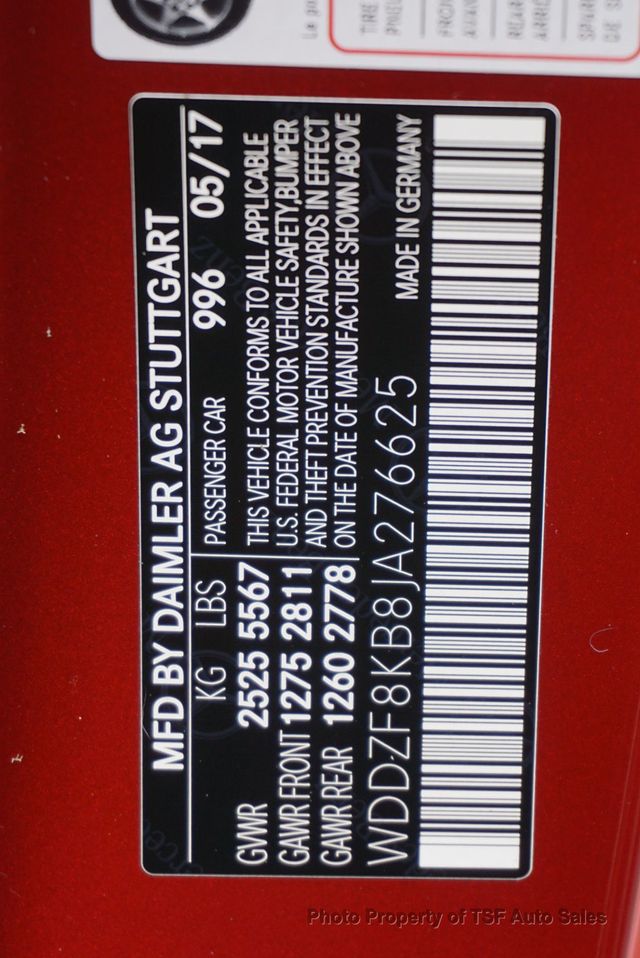 MFD BY DAIMLER AG STUTTGART
KG LBS PASSENGER CAR 996 05/17
GVWR 2525 5567 THIS VEHICLE CONFORMS TO ALL APPLICABLE
GAWR FRONT 1275 2811 U.S. FEDERAL MOTOR VEHICLE SAFETY,BUMPER
GAWR REAR 1260 2778 AND THEFT PREVENTION STANDARDS IN EFFECT
ON THE DATE OF MANUFACTURE SHOWN ABOVE
WDDZF8KB8JA276625 MADE IN GERMANY
TIRE
Photo Property of TSF Auto Sales